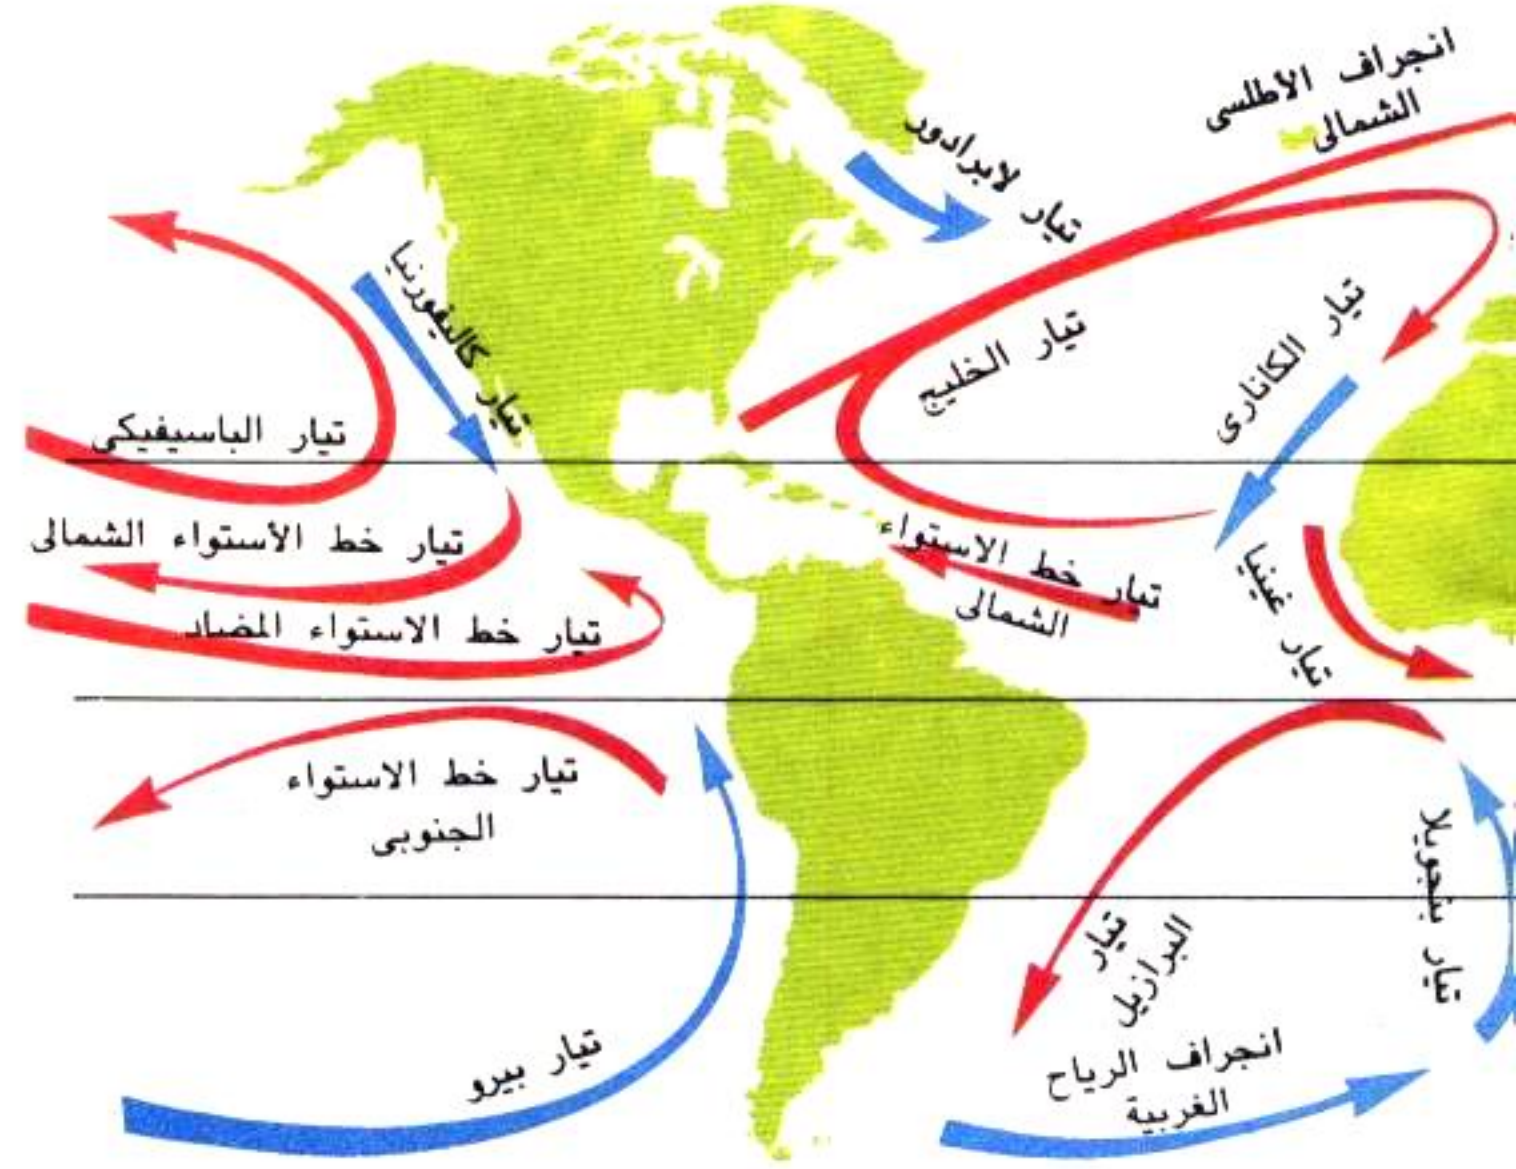 انجراف الأطلسى
الشمالى
تيار لابرادور
تيار كاليفورنيا
تيار الخليج
تيار الكنارى
تيار الباسيفيكى
تيار خط الأستواء الشمالى
تيار خط الاستواء
الشمالى
تيار غينيا
تيار خط الاستواء المضاد
تيار خط الاستواء
الجنوبى
تيار بنجويلا
تيار
البرازيل
تيار بيرو
انجراف الرياح
الغربية